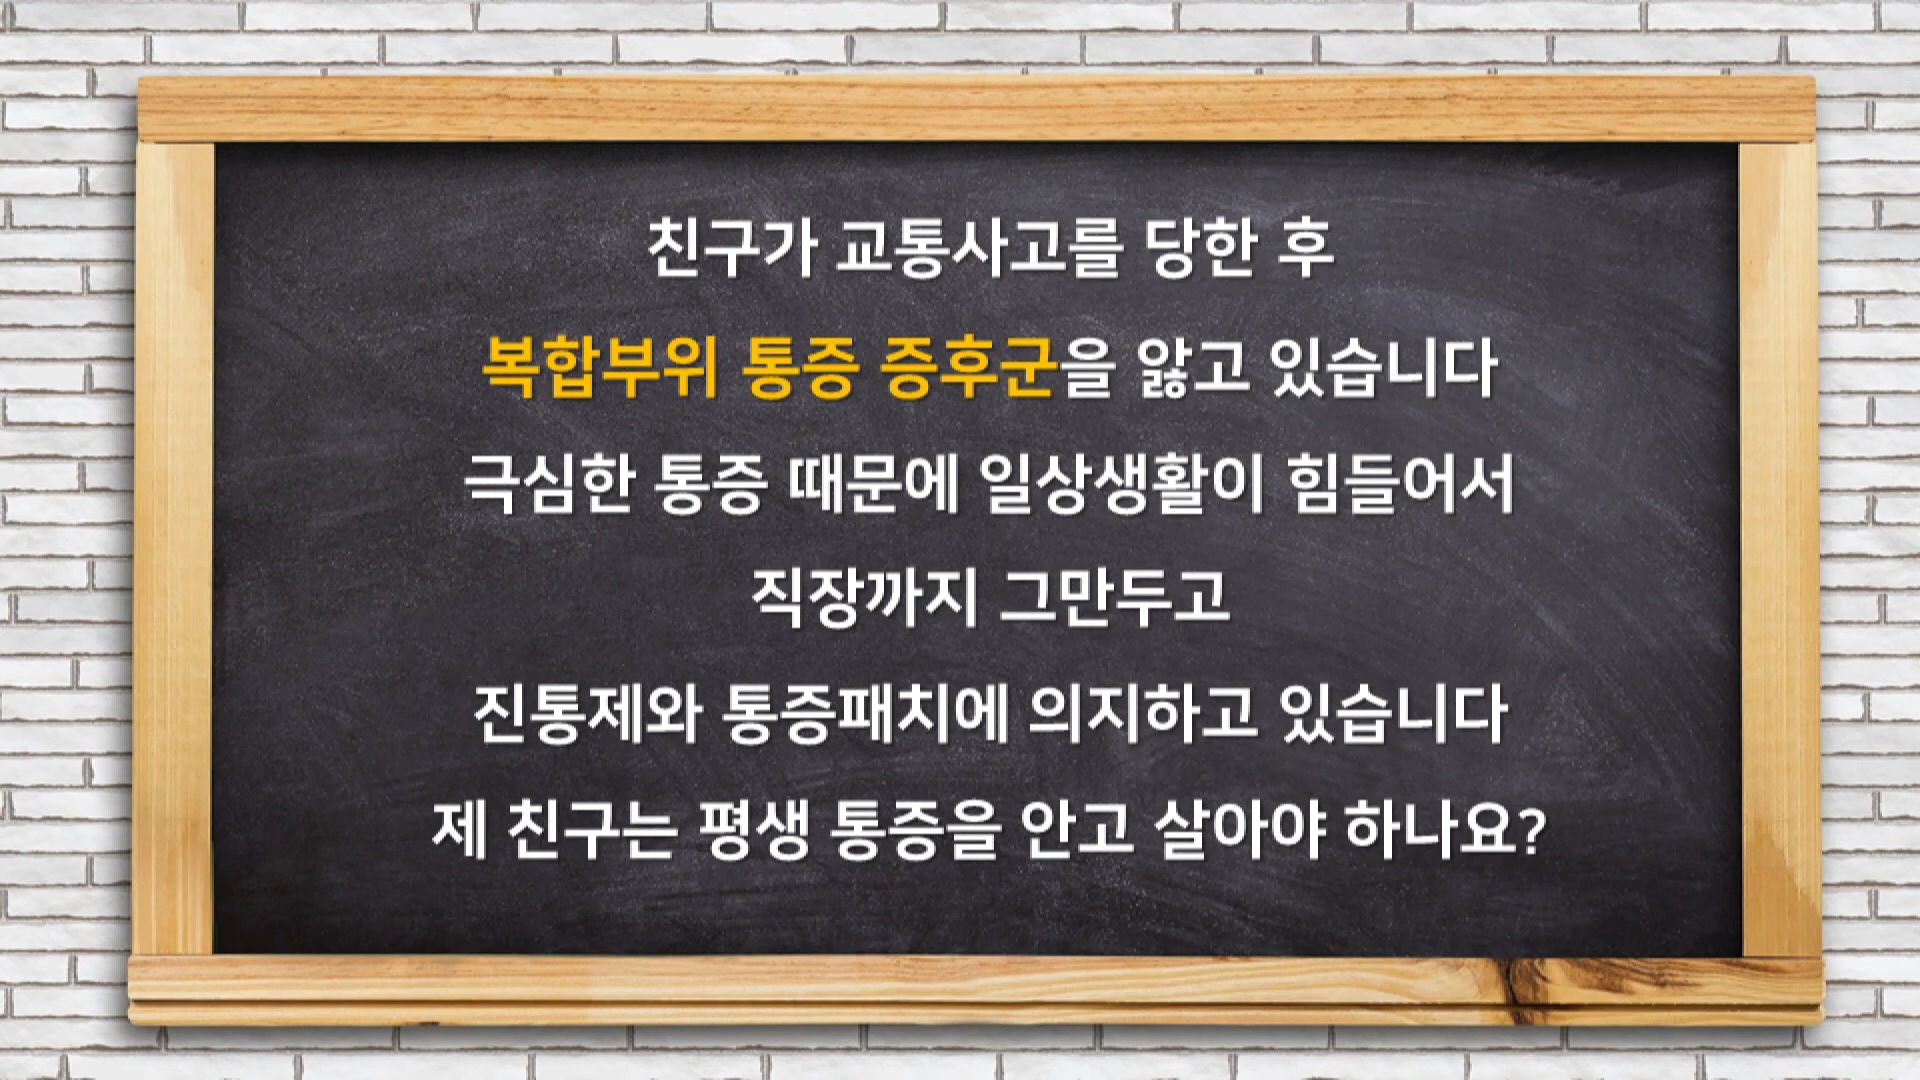 친구가 교통사고를 당한 후
복합부위 통증 증후군을 앓고 있습니다
극심한 통증 때문에 일상생활이 힘들어서
직장까지 그만두고
진통제와 통증패치에 의지하고 있습니다
제 친구는 평생 통증을 안고 살아야 하나요?